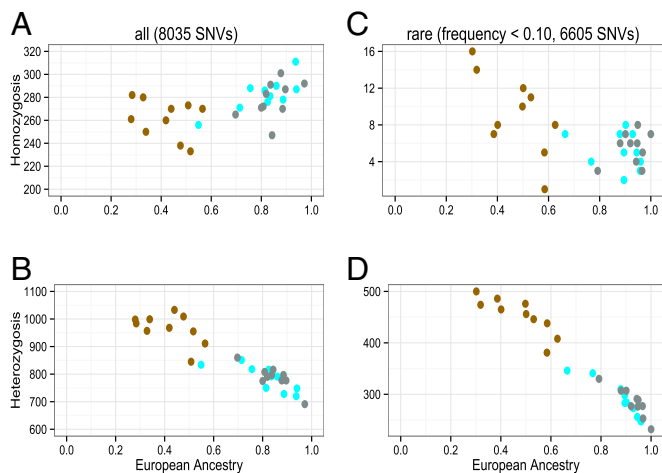 A
all (8035 SNVs)
Homozygosis
320
300
280
260
240
220
200
0.0 0.2 0.4 0.6 0.8 1.0
C
rare (frequency < 0.10, 6605 SNVs)
16
12
8
4
0.0 0.2 0.4 0.6 0.8 1.0
B
Heterozygosis
1100
1000
900
800
700
600
0.0 0.2 0.4 0.6 0.8 1.0
European Ancestry
D
500
400
300
0.0 0.2 0.4 0.6 0.8 1.0
European Ancestry